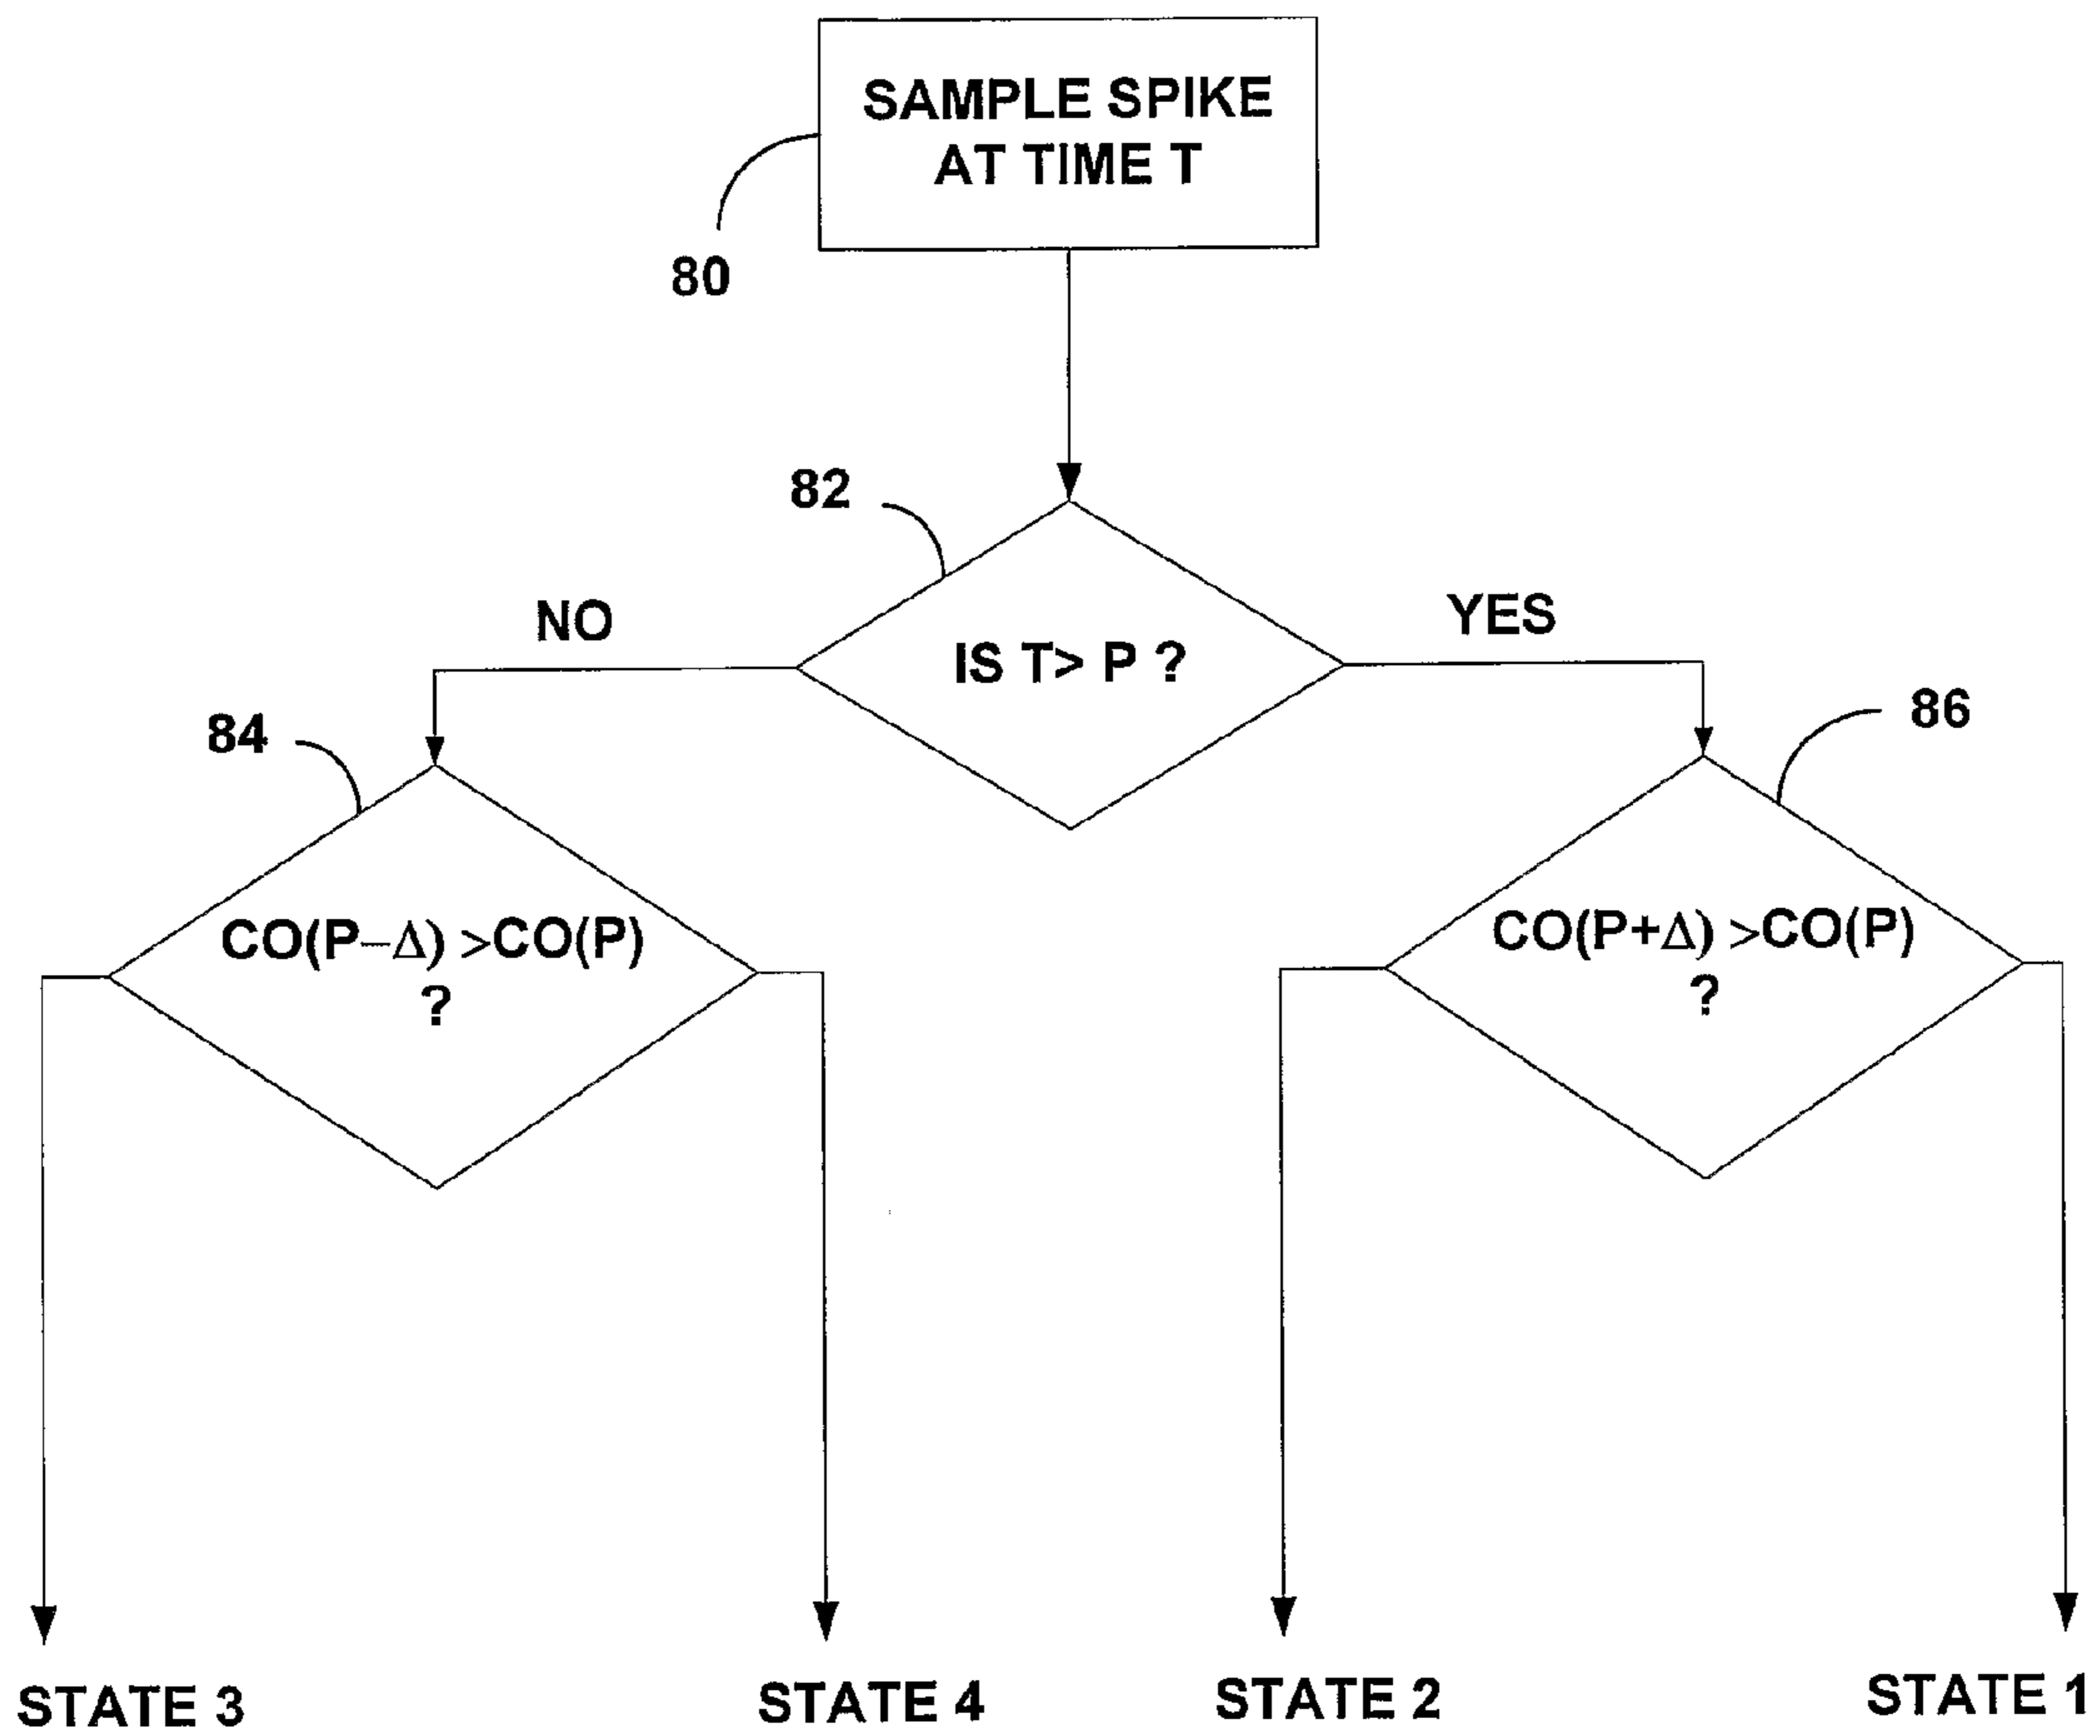 SAMPLE SPIKE
AT TIME T
80
82
NO
IS T> P ?
YES
84
86
CO(P−Δ) >CO(P)
?
CO(P+Δ) >CO(P)
?
STATE 3
STATE 4
STATE 2
STATE 1